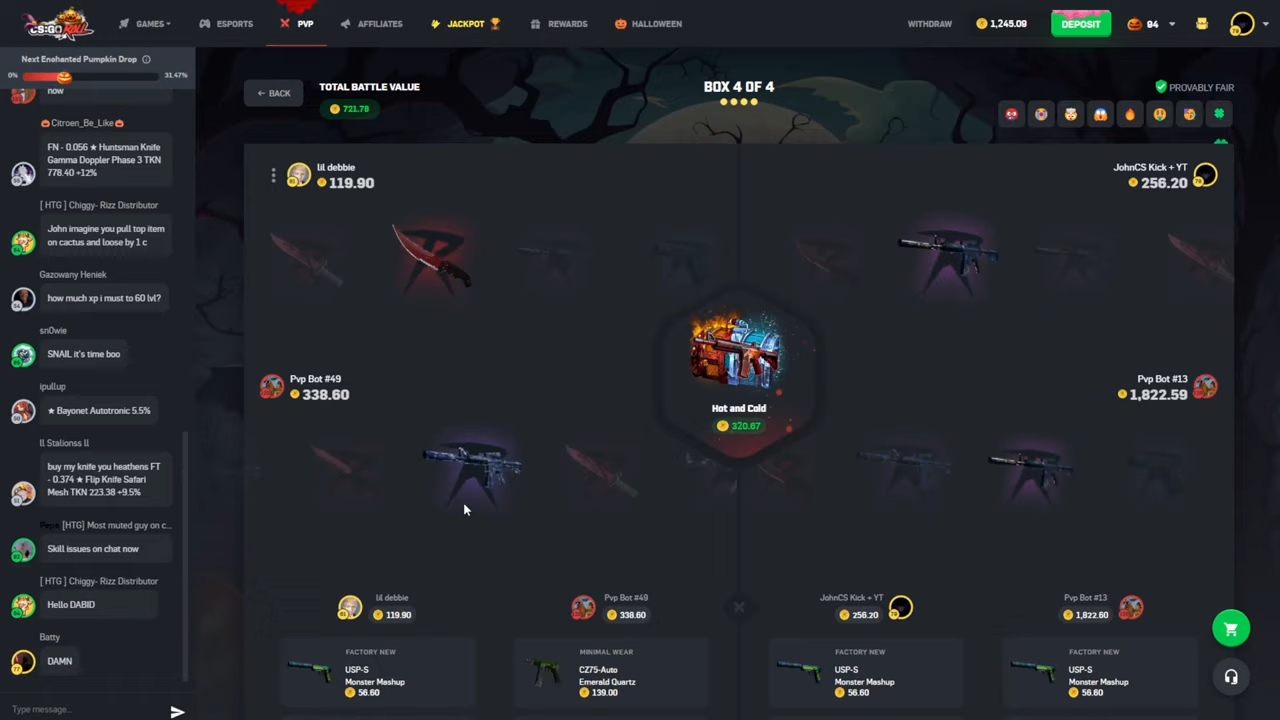 CS:GO ROLL
GAMES
ESPORTS
PVP
AFFILIATES
JACKPOT
REWARDS
HALLOWEEN
WITHDRAW
1,245.09
DEPOSIT
94
Next Enchanted Pumpkin Drop
0%
31.47%
now
Citroen_Be_Like
FN - 0.056 ★ Huntsman Knife
Gamma Doppler Phase 3 TKN
778.40 +12%
[ HTG ] Chiggy- Rizz Distributor
John imagine you pull top item
on cactus and loose by 1 c
Gazowany Heniek
how much xp i must to 60 lvl?
sn0wie
SNAIL it's time boo
ipullup
★ Bayonet Autotronic 5.5%
ll Stalionss ll
buy my knife you heathens FT
- 0.374 ★ Flip Knife Safari
Mesh TKN 223.38 +9.5%
[HTG] Most muted guy on c...
Skill issues on chat now
[ HTG ] Chiggy- Rizz Distributor
Hello DABID
Batty
DAMN
Type message...
← BACK
TOTAL BATTLE VALUE
721.78
BOX 4 OF 4
PROVABLY FAIR
lil debbie
119.90
JohnCS Kick + YT
256.20
Pvp Bot #49
338.60
Pvp Bot #13
1,822.59
Hot and Cold
320.67
lil debbie
119.90
Pvp Bot #49
338.60
JohnCS Kick + YT
256.20
Pvp Bot #13
1,822.60
FACTORY NEW
USP-S
Monster Mashup
56.60
MINIMAL WEAR
CZ75-Auto
Emerald Quartz
139.00
FACTORY NEW
USP-S
Monster Mashup
56.60
FACTORY NEW
USP-S
Monster Mashup
56.60